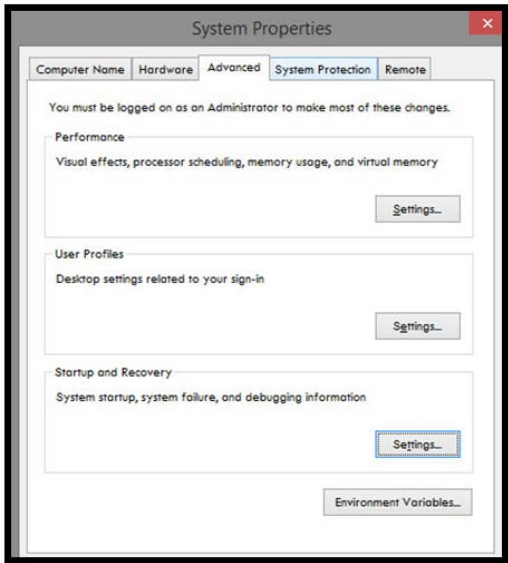 System Properties
Computer Name Hardware Advanced System Protection Remote
You must be logged on as an Administrator to make most of these changes.
Performance
Visual effects, processor scheduling, memory usage, and virtual memory
Settings...
User Profiles
Desktop settings related to your sign-in
Settings...
Startup and Recovery
System startup, system failure, and debugging information
Settings...
Environment Variables...